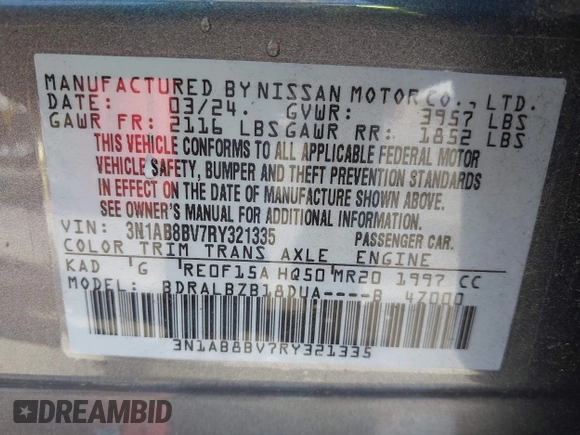 MANUFACTURED BY NISSAN MOTOR CO., LTD.
DATE: 03/24. GVWR: 3957 LBS
GAWR FR: 2116 LBS GAWR RR: 1852 LBS
THIS VEHICLE CONFORMS TO ALL APPLICABLE FEDERAL MOTOR
VEHICLE SAFETY, BUMPER AND THEFT PREVENTION STANDARDS
IN EFFECT ON THE DATE OF MANUFACTURE SHOWN ABOVE.
SEE OWNER'S MANUAL FOR ADDITIONAL INFORMATION.
VIN: 3N1AB8BV7RY321335 PASSENGER CAR.
COLOR TRIM TRANS AXLE ENGINE
KAD G RE0F15A HQ50 MR20 1997 CC
MODEL: BDRALBZB18DUA----B 47000
3N1AB8BV7RY321335
DREAMBID